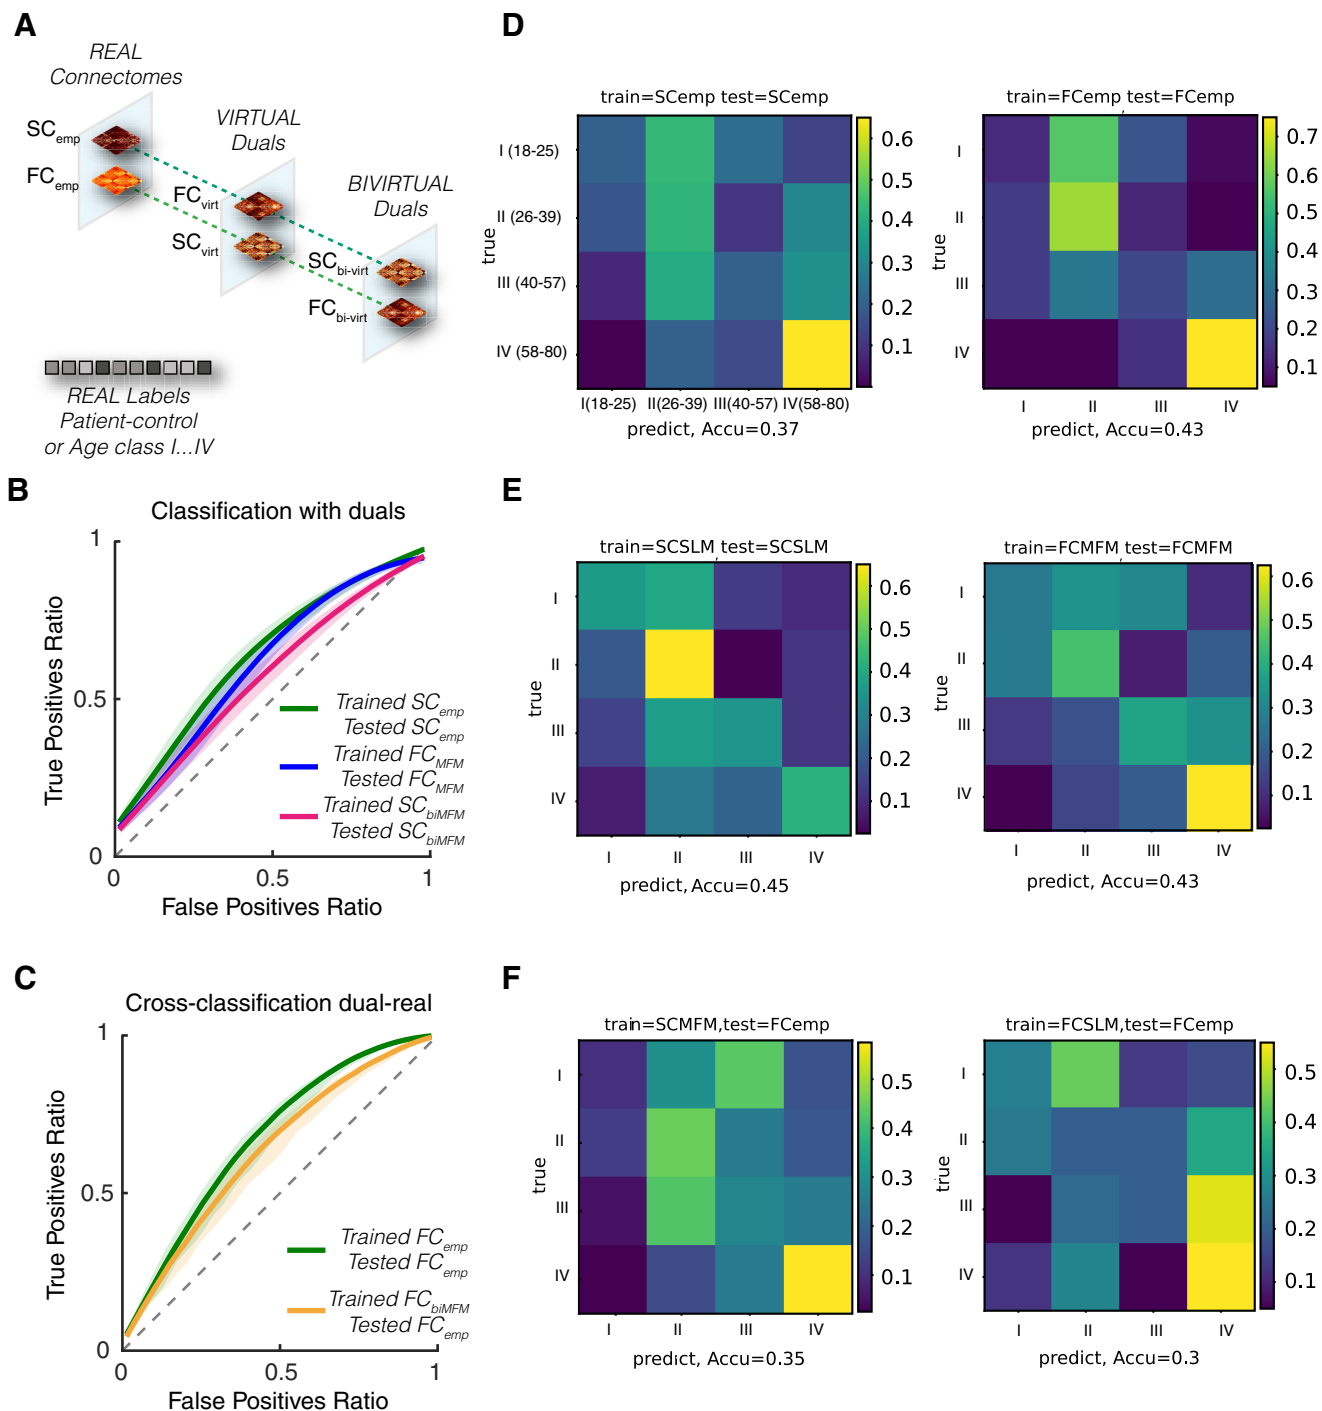 A
REAL
Connectomes
SCemp
FCemp
VIRTUAL
Duals
FCvirt
SCvirt
BIVIRTUAL
Duals
SCbi-virt
FCbi-virt
REAL Labels
Patient-control
or Age class I...IV
B
Classification with duals
True Positives Ratio
1
0.5
0
0
0.5
1
False Positives Ratio
Trained SCemp
Tested SCemp
Trained FCMFM
Tested FCMFM
Trained SCbiMFM
Tested SCbiMFM
C
Cross-classification dual-real
True Positives Ratio
1
0.5
0
0
0.5
1
False Positives Ratio
Trained FCemp
Tested FCemp
Trained FCbiMFM
Tested FCemp
D
train=SCemp test=SCemp
true
I (18-25)
II (26-39)
III (40-57)
IV (58-80)
I(18-25) II(26-39) III(40-57) IV(58-80)
predict, Accu=0.37
0.6
0.5
0.4
0.3
0.2
0.1
train=FCemp, test=FCemp
true
I
II
III
IV
I II III IV
predict, Accu=0.43
0.7
0.6
0.5
0.4
0.3
0.2
0.1
E
train=SCSLM, test=SCSLM
true
I
II
III
IV
I II III IV
predict, Accu=0.45
0.6
0.5
0.4
0.3
0.2
0.1
train=FCMFM, test=FCMFM
true
I
II
III
IV
I II III IV
predict, Accu=0.43
0.6
0.5
0.4
0.3
0.2
0.1
F
train=SCMFM,test=FCemp
true
I
II
III
IV
I II III IV
predict, Accu=0.35
0.5
0.4
0.3
0.2
0.1
train=FCSLM,test=FCemp
true
I
II
III
IV
I II III IV
predict, Accu=0.3
0.5
0.4
0.3
0.2
0.1